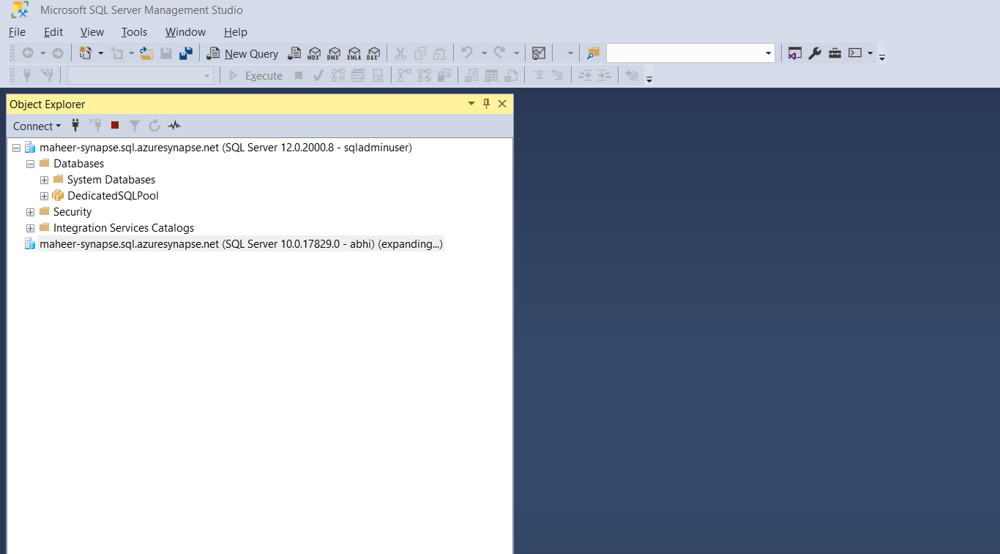 Microsoft SQL Server Management Studio
File Edit View Tools Window Help
New Query MDX DMX XMLA DAX
Execute
Object Explorer
Connect
maheer-synapse.sql.azuresynapse.net (SQL Server 12.0.2000.8 - sqladminuser)
Databases
System Databases
DedicatedSQLPool
Security
Integration Services Catalogs
maheer-synapse.sql.azuresynapse.net (SQL Server 10.0.17829.0 - abhi) (expanding...)